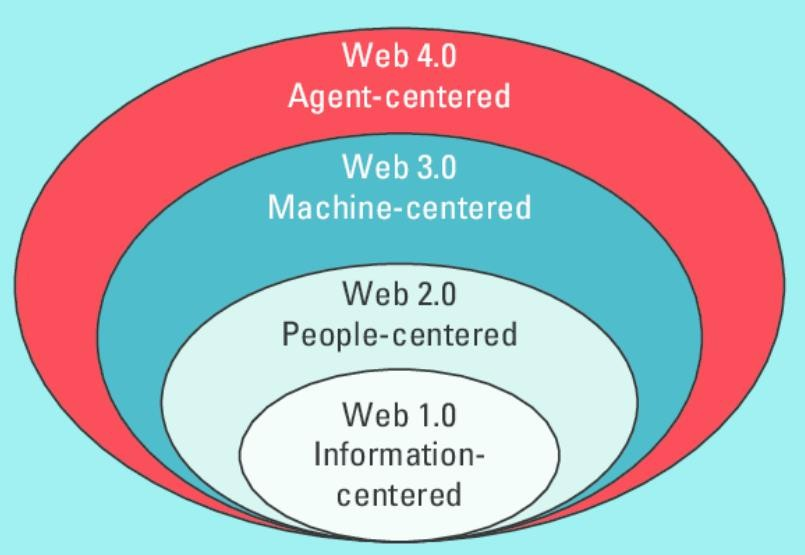 Web 4.0
Agent-centered
Web 3.0
Machine-centered
Web 2.0
People-centered
Web 1.0
Information-
centered